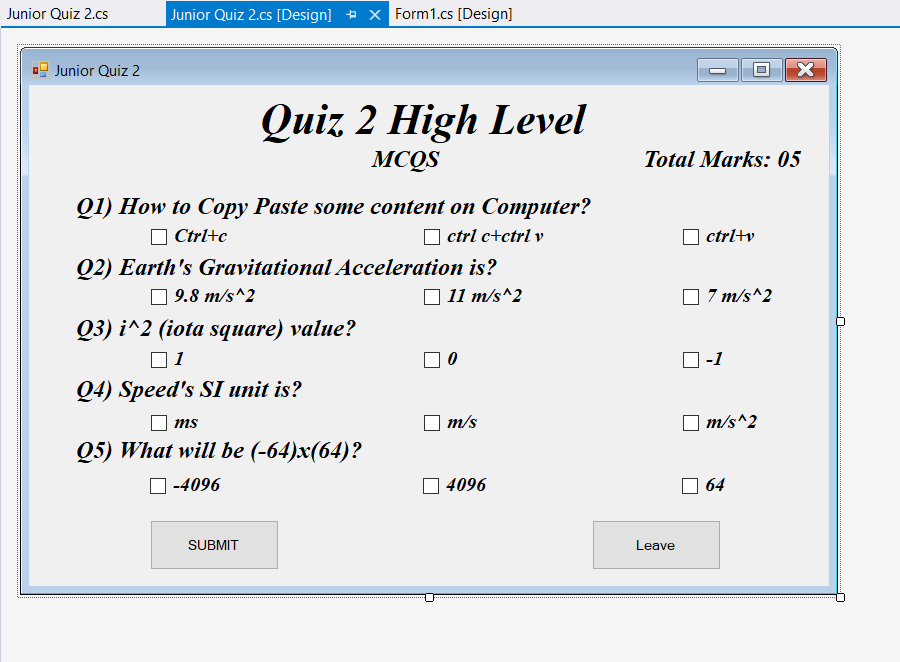 Junior Quiz 2.cs Junior Quiz 2.cs [Design] Form1.cs [Design]
Junior Quiz 2
Quiz 2 High Level
MCQS Total Marks: 05
Q1) How to Copy Paste some content on Computer?
Ctrl+c ctrl c+ctrl v ctrl+v
Q2) Earth's Gravitational Acceleration is?
9.8 m/s^2 11 m/s^2 7 m/s^2
Q3) i^2 (iota square) value?
1 0 -1
Q4) Speed's SI unit is?
ms m/s m/s^2
Q5) What will be (-64)x(64)?
-4096 4096 64
SUBMIT Leave